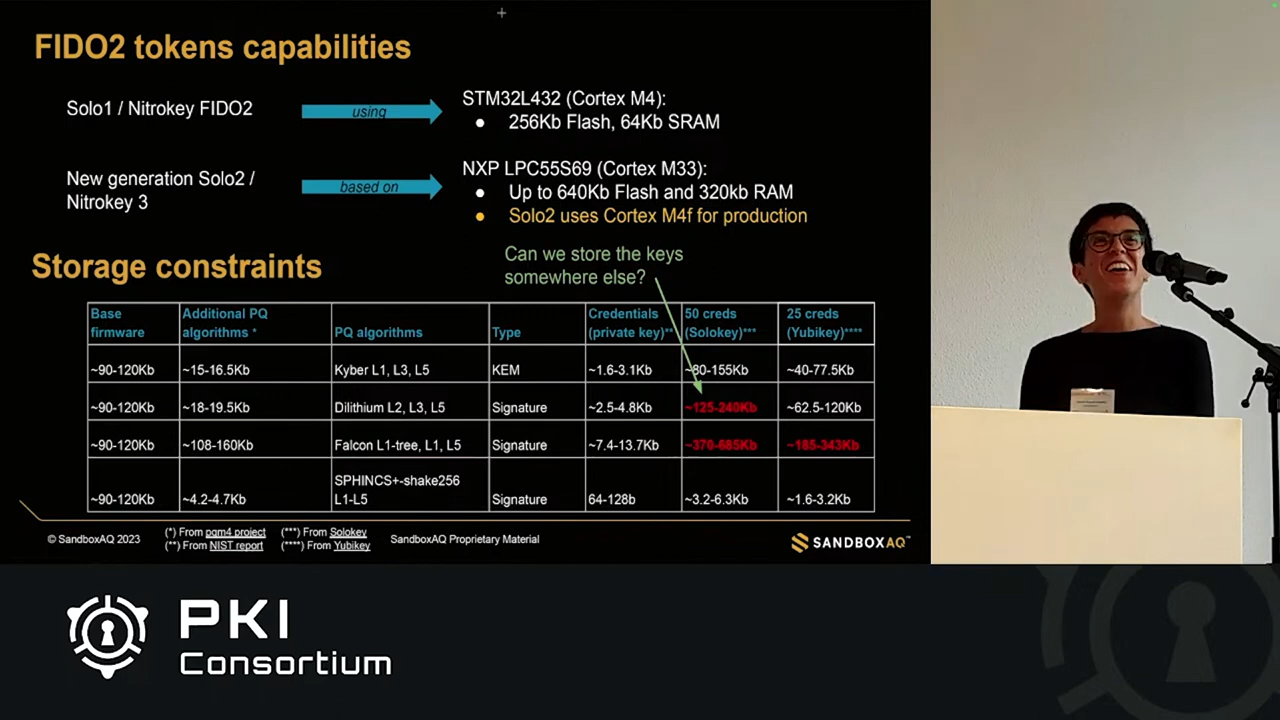 FIDO2 tokens capabilities
Solo1 / Nitrokey FIDO2
using
STM32L432 (Cortex M4):
● 256Kb Flash, 64Kb SRAM
New generation Solo2 /
Nitrokey 3
based on
NXP LPC55S69 (Cortex M33):
● Up to 640Kb Flash and 320kb RAM
● Solo2 uses Cortex M4f for production
Storage constraints
Can we store the keys
somewhere else?
Base firmware | Additional PQ algorithms * | PQ algorithms | Type | Credentials (private key)** | 50 creds (Solokey)*** | 25 creds (Yubikey)****
~90-120Kb | ~15-16.5Kb | Kyber L1, L3, L5 | KEM | ~1.6-3.1Kb | ~80-155Kb | ~40-77.5Kb
~90-120Kb | ~18-19.5Kb | Dilithium L2, L3, L5 | Signature | ~2.5-4.8Kb | ~125-240Kb | ~62.5-120Kb
~90-120Kb | ~108-160Kb | Falcon L1-tree, L1, L5 | Signature | ~7.4-13.7Kb | ~370-685Kb | ~185-343Kb
~90-120Kb | ~4.2-4.7Kb | SPHINCS+-shake256 L1-L5 | Signature | 64-128b | ~3.2-6.3Kb | ~1.6-3.2Kb
© SandboxAQ 2023
(*) From pqm4 project
(**) From NIST report
(***) From Solokey
(****) From Yubikey
SandboxAQ Proprietary Material
SANDBOXAQ™
PKI
Consortium